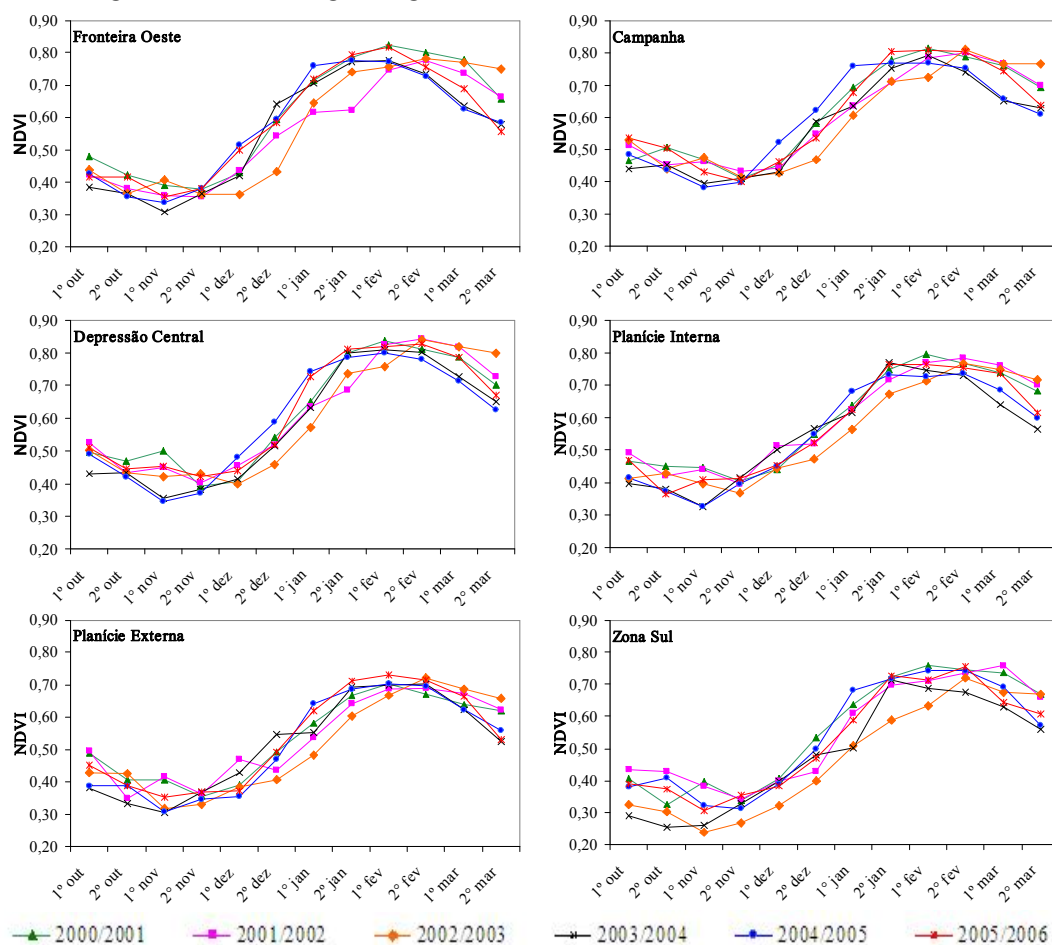 Fronteira Oeste
NDVI
0,90
0,80
0,70
0,60
0,50
0,40
0,30
0,20
1º out
2º out
1º nov
2º nov
1º dez
2º dez
1º jan
2º jan
1º fev
2º fev
1º mar
2º mar
Campanha
NDVI
0,90
0,80
0,70
0,60
0,50
0,40
0,30
0,20
1º out
2º out
1º nov
2º nov
1º dez
2º dez
1º jan
2º jan
1º fev
2º fev
1º mar
2º mar
Depressão Central
NDVI
0,90
0,80
0,70
0,60
0,50
0,40
0,30
0,20
1º out
2º out
1º nov
2º nov
1º dez
2º dez
1º jan
2º jan
1º fev
2º fev
1º mar
2º mar
Planície Interna
NDVI
0,90
0,80
0,70
0,60
0,50
0,40
0,30
0,20
1º out
2º out
1º nov
2º nov
1º dez
2º dez
1º jan
2º jan
1º fev
2º fev
1º mar
2º mar
Planície Externa
NDVI
0,90
0,80
0,70
0,60
0,50
0,40
0,30
0,20
1º out
2º out
1º nov
2º nov
1º dez
2º dez
1º jan
2º jan
1º fev
2º fev
1º mar
2º mar
Zona Sul
NDVI
0,90
0,80
0,70
0,60
0,50
0,40
0,30
0,20
1º out
2º out
1º nov
2º nov
1º dez
2º dez
1º jan
2º jan
1º fev
2º fev
1º mar
2º mar
2000/2001
2001/2002
2002/2003
2003/2004
2004/2005
2005/2006